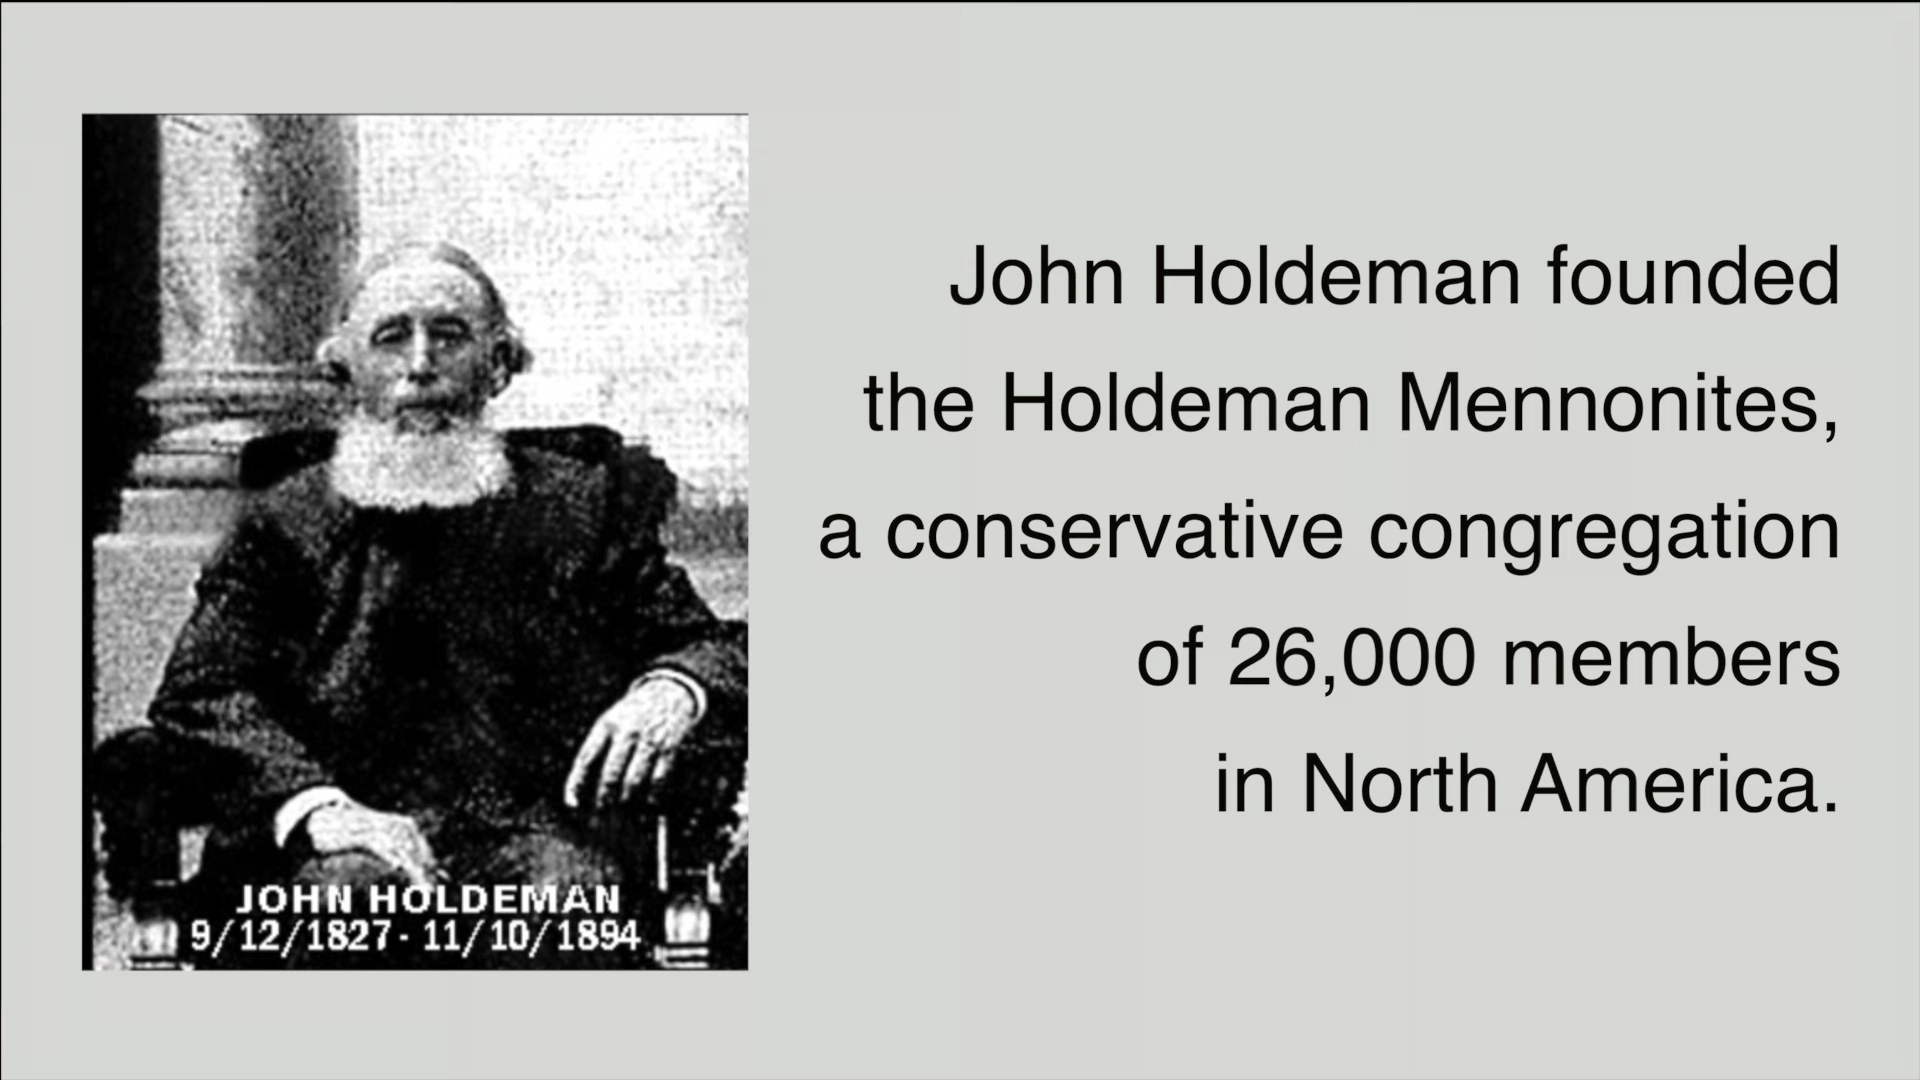 John Holdeman founded
the Holdeman Mennonites,
a conservative congregation
of 26,000 members
in North America.
JOHN HOLDEMAN
9/12/1827 - 11/10/1894